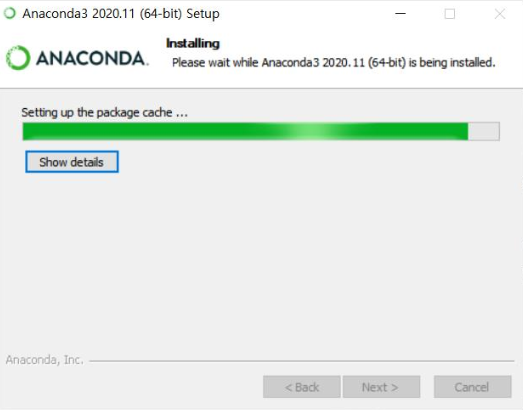 Anaconda3 2020.11 (64-bit) Setup
Installing
Please wait while Anaconda3 2020.11 (64-bit) is being installed.
ANACONDA.
Setting up the package cache ...
Show details
Anaconda, Inc.
< Back Next > Cancel